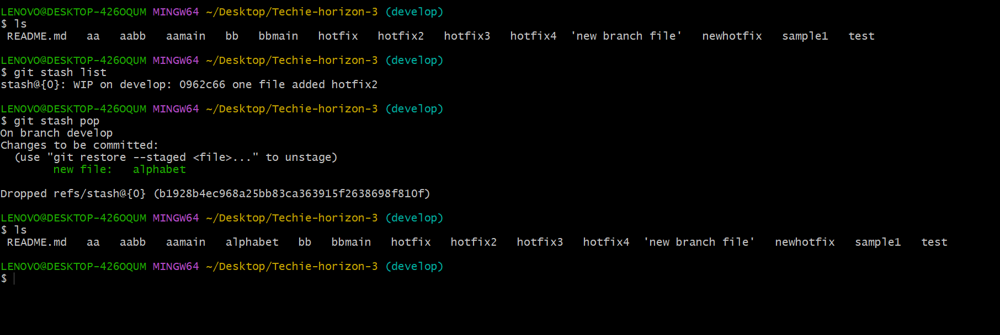 LENOVO@DESKTOP-426OQUM MINGW64 ~/Desktop/Techie-horizon-3 (develop)
$ ls
 README.md   aa   aabb   aamain   bb   bbmain   hotfix   hotfix2   hotfix3   hotfix4  'new branch file'   newhotfix   sample1   test

LENOVO@DESKTOP-426OQUM MINGW64 ~/Desktop/Techie-horizon-3 (develop)
$ git stash list
stash@{0}: WIP on develop: 0962c66 one file added hotfix2

LENOVO@DESKTOP-426OQUM MINGW64 ~/Desktop/Techie-horizon-3 (develop)
$ git stash pop
On branch develop
Changes to be committed:
  (use "git restore --staged <file>..." to unstage)
        new file:   alphabet

Dropped refs/stash@{0} (b1928b4ec968a25bb83ca363915f2638698f810f)

LENOVO@DESKTOP-426OQUM MINGW64 ~/Desktop/Techie-horizon-3 (develop)
$ ls
 README.md   aa   aabb   aamain   alphabet   bb   bbmain   hotfix   hotfix2   hotfix3   hotfix4  'new branch file'   newhotfix   sample1   test

LENOVO@DESKTOP-426OQUM MINGW64 ~/Desktop/Techie-horizon-3 (develop)
$